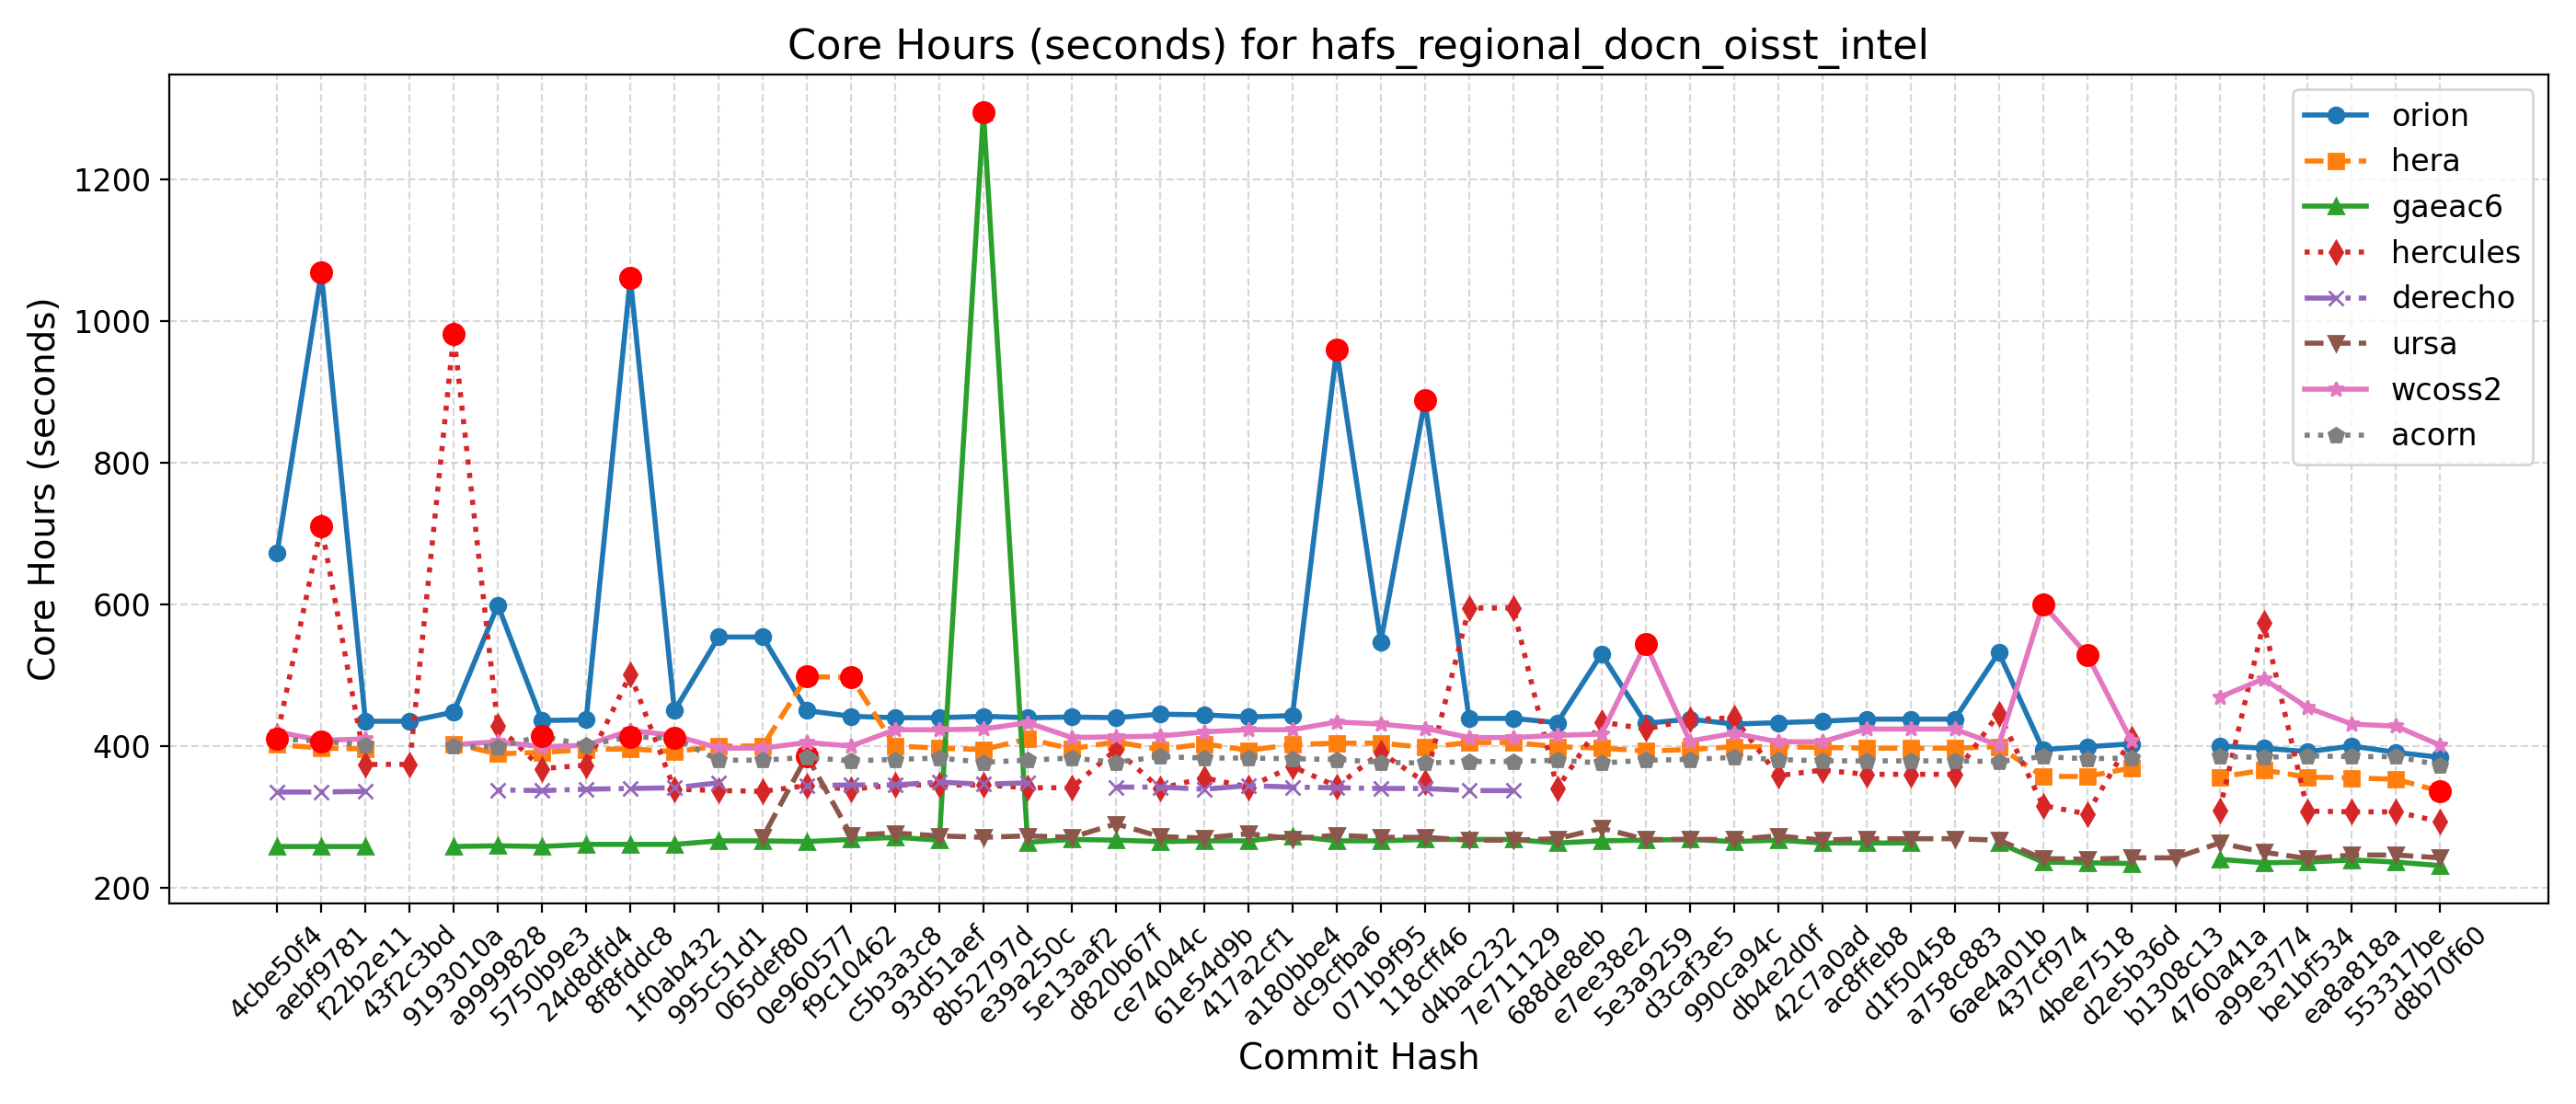 Core Hours (seconds) for hafs_regional_docn_oisst_intel
Core Hours (seconds)
1200
1000
800
600
400
200
orion
hera
gaeac6
hercules
derecho
ursa
wcoss2
acorn
4cbe50f4
aebf9781
f22b2e11
43f2c3bd
9193010a
a9999828
5750b9e3
24d8dfd4
8f8fddc8
1f0ab432
995c51d1
065def80
0e960577
f9c10462
c5b3a3c8
93d51aef
8b52797d
e39a250c
5e13aaf2
d820b67f
ce74044c
61e54d9b
417a2cf1
a180bbe4
dc9cfba6
071b9f95
118cff46
d4bac232
7e711129
688de8eb
e7ee38e2
5e3a9259
d3caf3e5
990ca94c
db4e2d0f
42c7a0ad
ac8ffeb8
d1f50458
a758c883
6ae4a01b
437cf974
4bee7518
d2e5b36d
b1308c13
4760a41a
a99e3774
be1bf534
ea8a818a
553317be
d8b70f60
Commit Hash